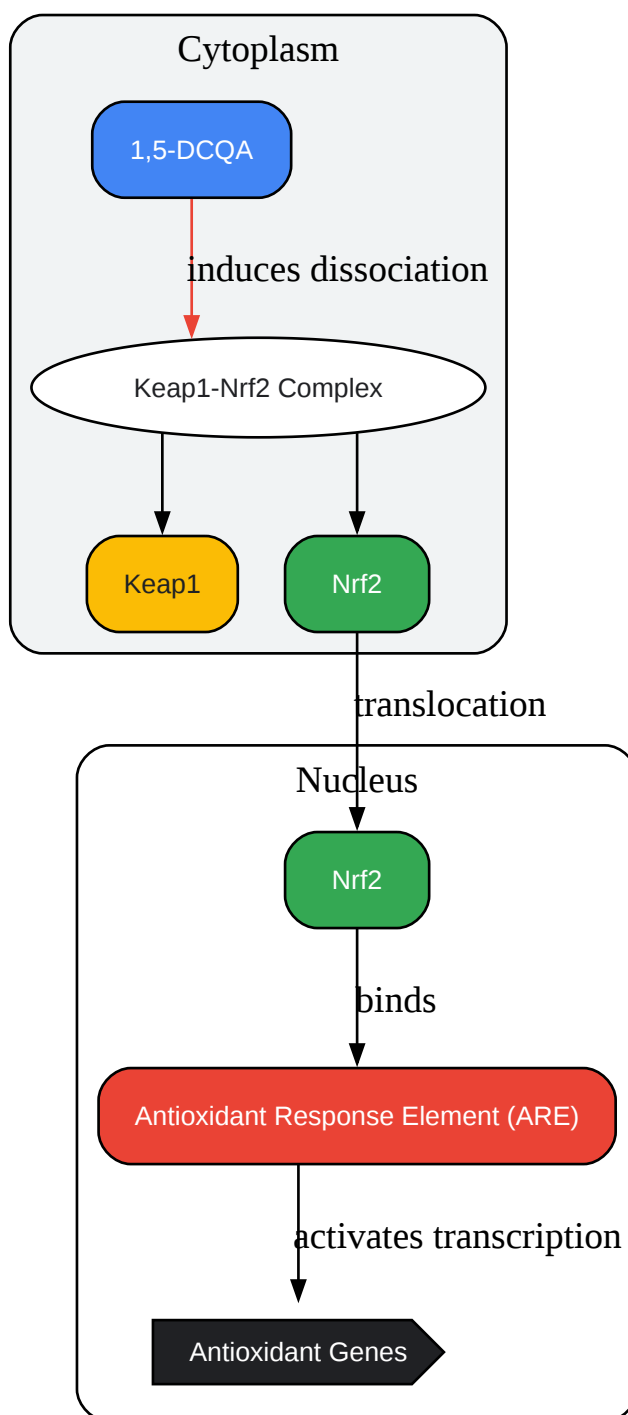 Cytoplasm
1,5-DCQA
induces dissociation
Keap1-Nrf2 Complex
Keap1
Nrf2
translocation
Nucleus
Nrf2
binds
Antioxidant Response Element (ARE)
activates transcription
Antioxidant Genes